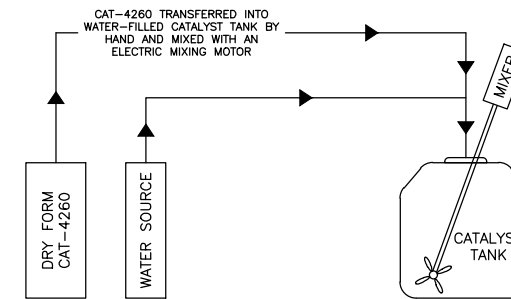 CAT-4260 TRANSFERRED INTO
WATER-FILLED CATALYST TANK BY
HAND AND MIXED WITH AN
ELECTRIC MIXING MOTOR
MIXER
DRY FORM
CAT-4260
WATER SOURCE
CATALYS
TANK